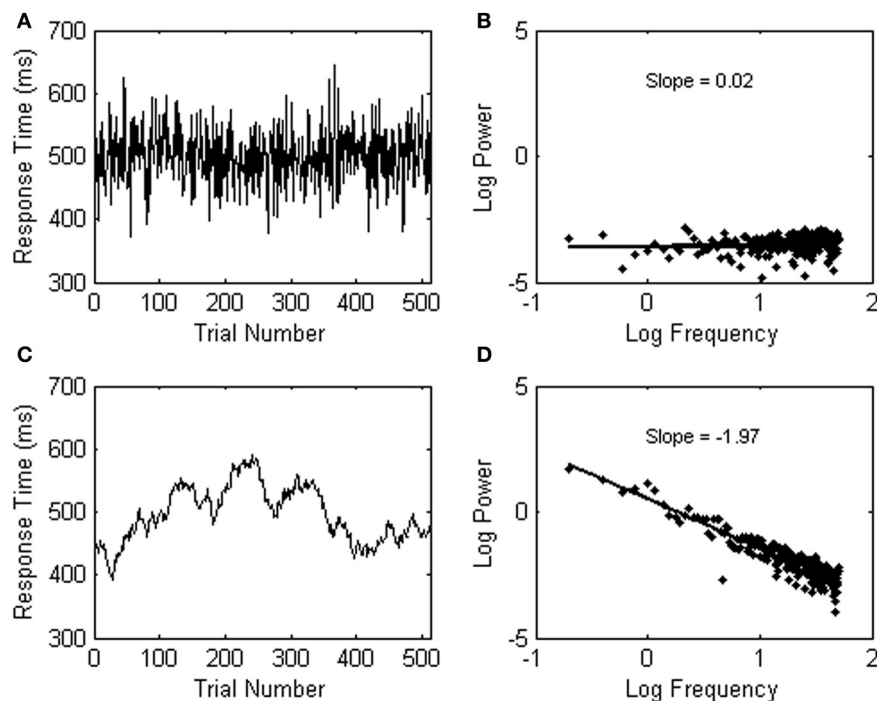 A
700
600
500
400
300
Response Time (ms)
0 100 200 300 400 500
Trial Number
B
5
0
-5
Log Power
Slope = 0.02
-1 0 1 2
Log Frequency
C
700
600
500
400
300
Response Time (ms)
0 100 200 300 400 500
Trial Number
D
5
0
-5
Log Power
Slope = -1.97
-1 0 1 2
Log Frequency